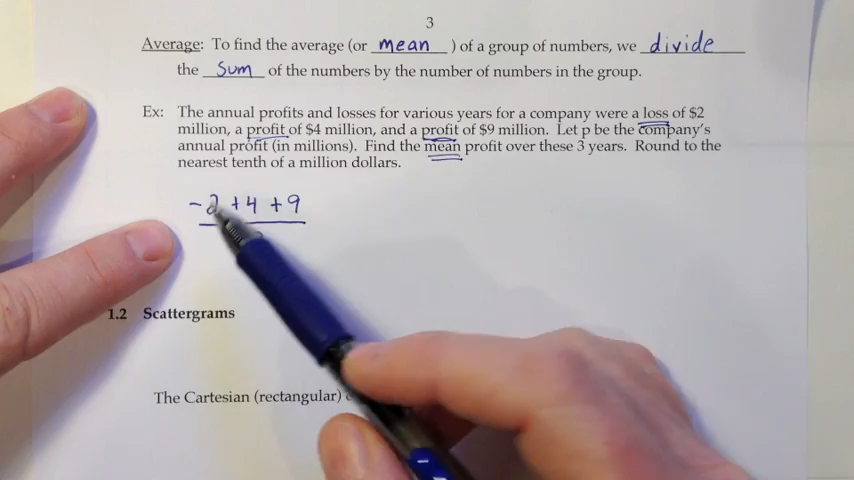 3
Average: To find the average (or mean ) of a group of numbers, we divide
the sum of the numbers by the number of numbers in the group.
Ex: The annual profits and losses for various years for a company were a loss of $2
million, a profit of $4 million, and a profit of $9 million. Let p be the company's
annual profit (in millions). Find the mean profit over these 3 years. Round to the
nearest tenth of a million dollars.
-2 +4 +9
1.2 Scattergrams
The Cartesian (rectangular)